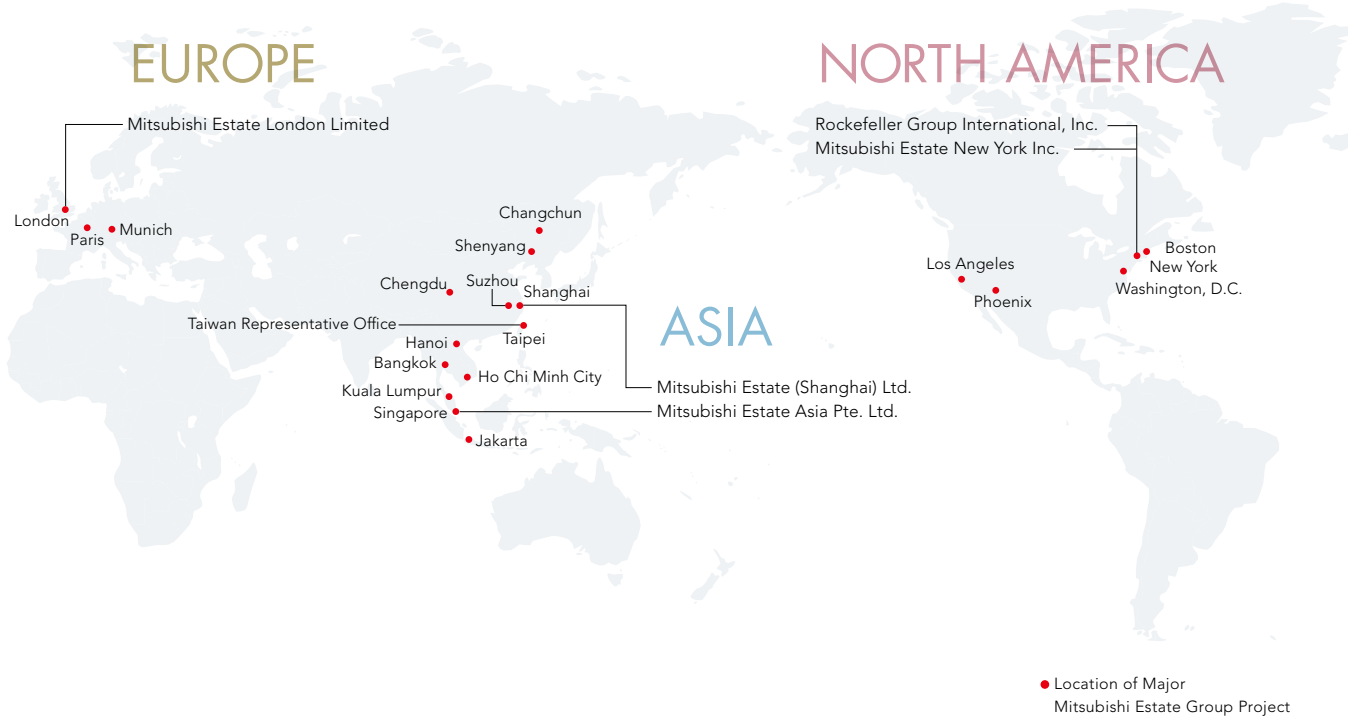 EUROPE
NORTH AMERICA
Mitsubishi Estate London Limited
Rockefeller Group International, Inc.
Mitsubishi Estate New York Inc.
London
Paris
Munich
Changchun
Shenyang
Chengdu
Suzhou
Shanghai
Taiwan Representative Office
Taipei
Hanoi
Bangkok
Ho Chi Minh City
Kuala Lumpur
Singapore
Jakarta
ASIA
Mitsubishi Estate (Shanghai) Ltd.
Mitsubishi Estate Asia Pte. Ltd.
Los Angeles
Phoenix
Boston
New York
Washington, D.C.
Location of Major
Mitsubishi Estate Group Project